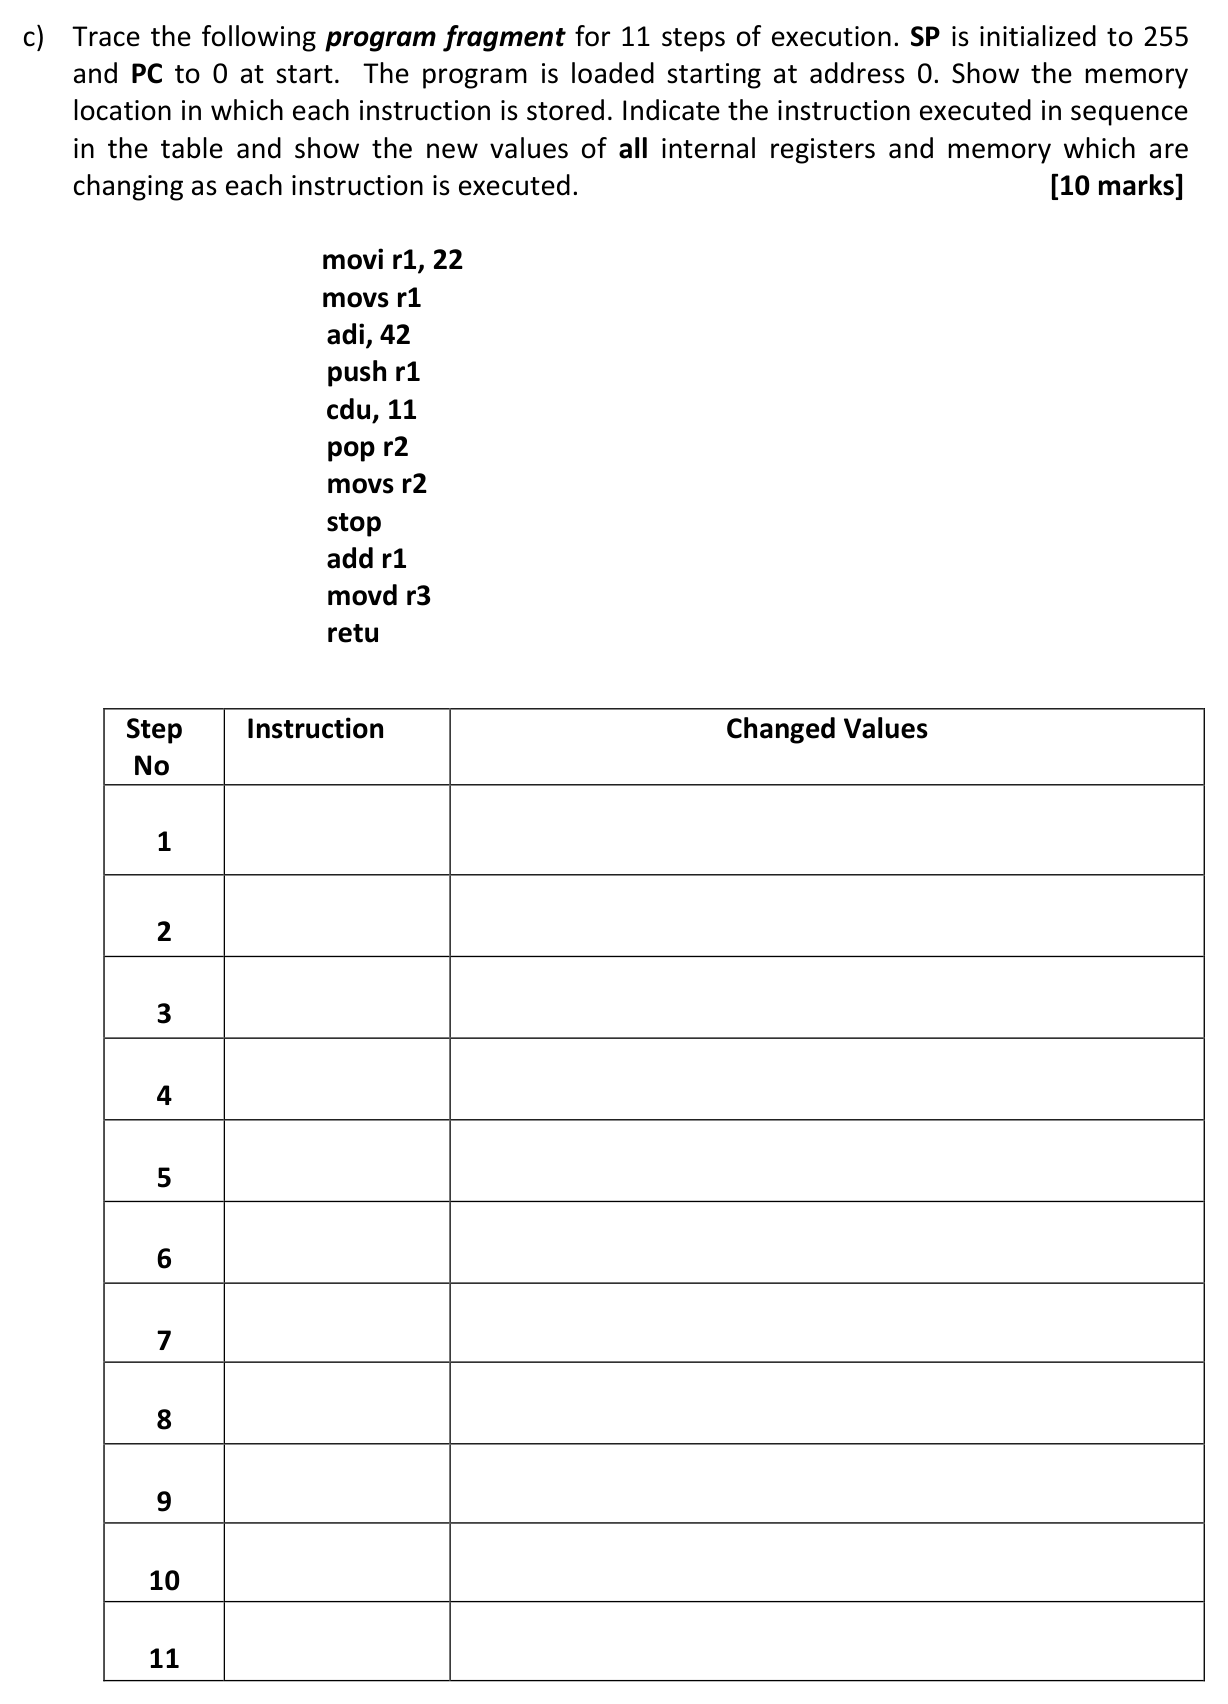 c) Trace the following program fragment for 11 steps of execution. SP is initialized to 255
and PC to 0 at start. The program is loaded starting at address 0. Show the memory
location in which each instruction is stored. Indicate the instruction executed in sequence
in the table and show the new values of all internal registers and memory which are
changing as each instruction is executed. [10 marks]
movi r1, 22
movs r1
adi, 42
push r1
cdu, 11
pop r2
movs r2
stop
add r1
movd r3
retu
Step No Instruction Changed Values
1
2
3
4
5
6
7
8
9
10
11